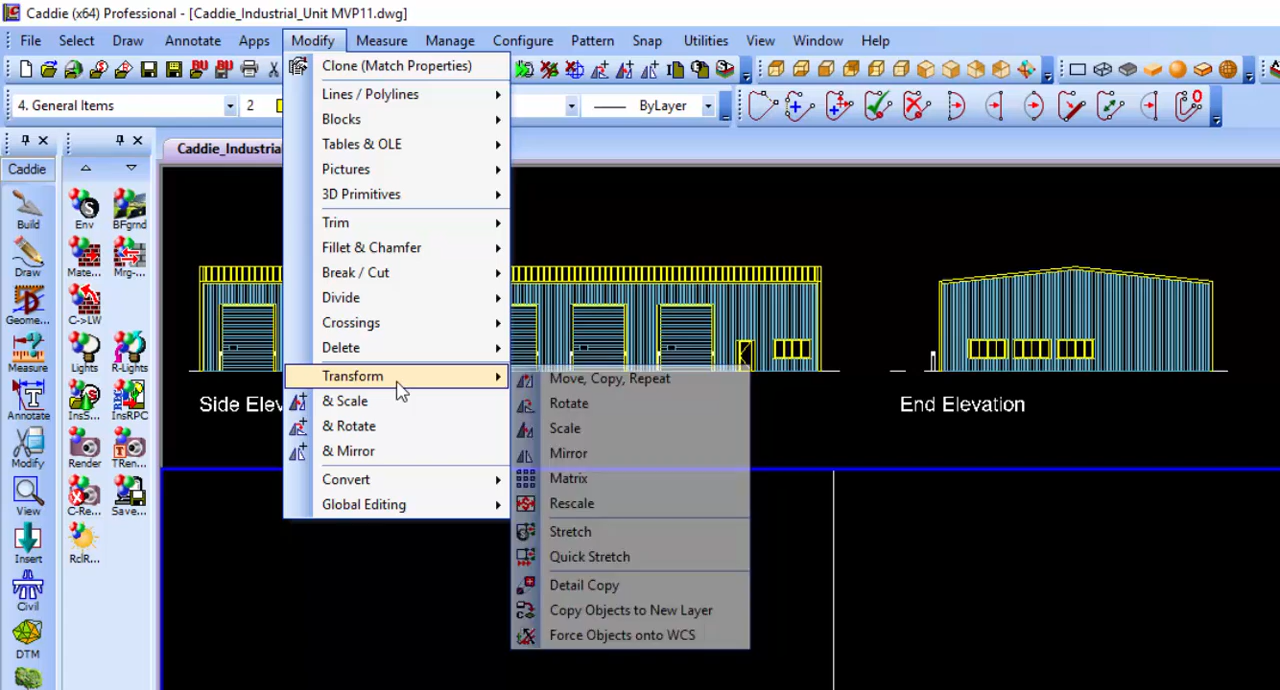 Caddie (x64) Professional - [Caddie_Industrial_Unit MVP11.dwg]
File Select Draw Annotate Apps Modify Measure Manage Configure Pattern Snap Utilities View Window Help
4. General Items 2 ByLayer
Caddie_Industrial
Caddie
Build
Draw
Geome...
Measure
Annotate
Modify
View
Insert
Civil
DTM
Env BFgrnd
Mate... Mrg-...
C->LW
Lights R-Lights
InsS... InsRPC
Render TRen...
C-Re... Save...
RclR...
Clone (Match Properties)
Lines / Polylines
Blocks
Tables & OLE
Pictures
3D Primitives
Trim
Fillet & Chamfer
Break / Cut
Divide
Crossings
Delete
Transform
& Scale
& Rotate
& Mirror
Convert
Global Editing
Move, Copy, Repeat
Rotate
Scale
Mirror
Matrix
Rescale
Stretch
Quick Stretch
Detail Copy
Copy Objects to New Layer
Force Objects onto WCS
Side Elev
End Elevation